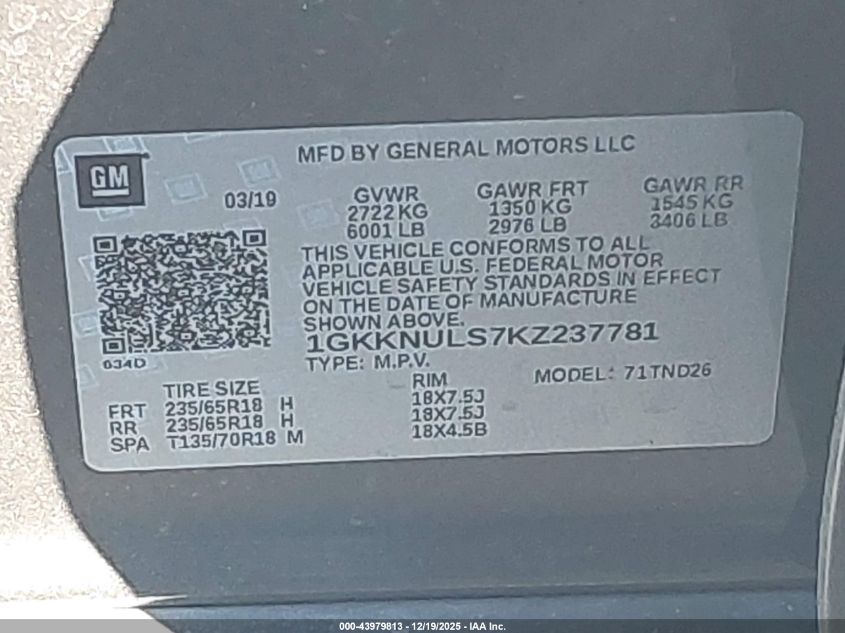 GM
MFD BY GENERAL MOTORS LLC
03/19
GVWR
2722 KG
6001 LB
GAWR FRT
1350 KG
2976 LB
GAWR RR
1545 KG
3406 LB
THIS VEHICLE CONFORMS TO ALL
APPLICABLE U.S. FEDERAL MOTOR
VEHICLE SAFETY STANDARDS IN EFFECT
ON THE DATE OF MANUFACTURE
SHOWN ABOVE.
1GKKNULS7KZ237781
034D
TYPE: M.P.V.
MODEL: 71TND26
TIRE SIZE RIM
FRT 235/65R18 H 18X7.5J
RR 235/65R18 H 18X7.5J
SPA T135/70R18 M 18X4.5B
000-43979813 - 12/19/2025 - IAA Inc.